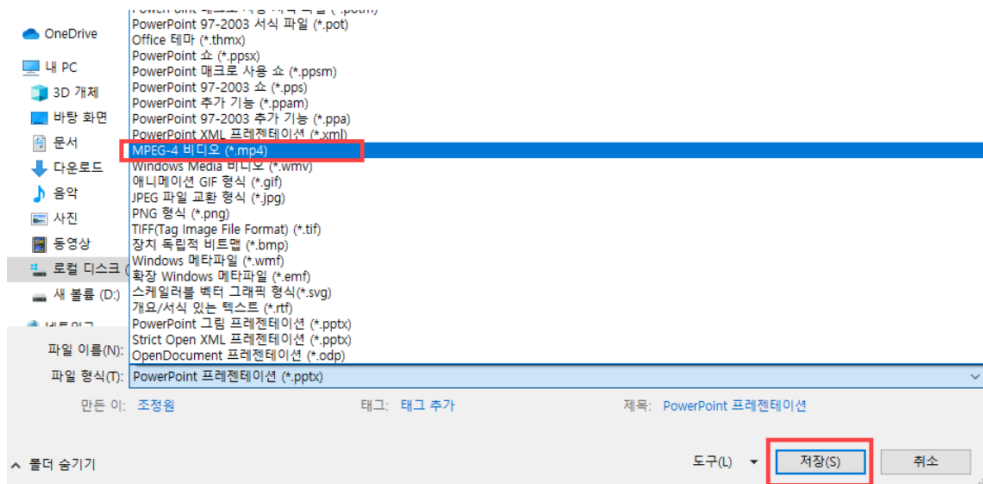 PowerPoint 97-2003 서식 파일 (*.pot)
OneDrive
Office 테마 (*.thmx)
PowerPoint 쇼 (*.ppsx)
내 PC
PowerPoint 매크로 사용 쇼 (*.ppsm)
3D 개체
PowerPoint 97-2003 쇼 (*.pps)
PowerPoint 추가 기능 (*.ppam)
바탕 화면
PowerPoint 97-2003 추가 기능 (*.ppa)
PowerPoint XML 프레젠테이션 (*.xml)
문서
MPEG-4 비디오 (*.mp4)
다운로드
Windows Media 비디오 (*.wmv)
애니메이션 GIF 형식 (*.gif)
음악
JPEG 파일 교환 형식 (*.jpg)
PNG 형식 (*.png)
사진
TIFF(Tag Image File Format) (*.tif)
동영상
장치 독립적 비트맵 (*.bmp)
Windows 메타파일 (*.wmf)
로컬 디스크 (
확장 Windows 메타파일 (*.emf)
새 볼륨 (D:)
스케일러블 벡터 그래픽 형식(*.svg)
개요/서식 있는 텍스트 (*.rtf)
PowerPoint 그림 프레젠테이션 (*.pptx)
Strict Open XML 프레젠테이션 (*.pptx)
파일 이름(N):
OpenDocument 프레젠테이션 (*.odp)
파일 형식(T): PowerPoint 프레젠테이션 (*.pptx)
만든 이: 조정원 태그: 태그 추가 제목: PowerPoint 프레젠테이션
폴더 숨기기 도구(L) 저장(S) 취소